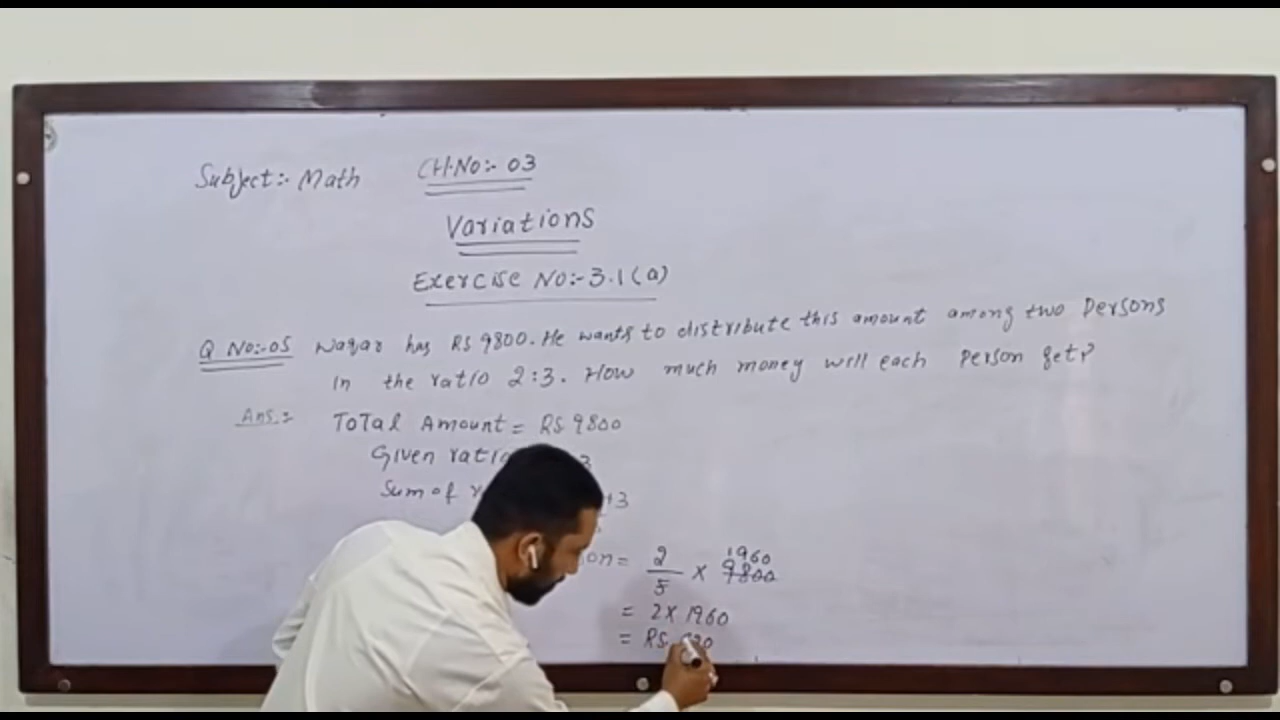 Subject:- Math CH.No:- 03
Variations
Exercise No:-3.1(a)
Q No:-05 Waqar has RS 9800. He wants to distribute this amount among two Persons
in the ratio 2:3. How much money will each Person get?
Ans:= Total Amount = RS 9800
Given ratio 3
Sum of +3
= 2/5 × 9800 1960
= 2 × 1960
= RS